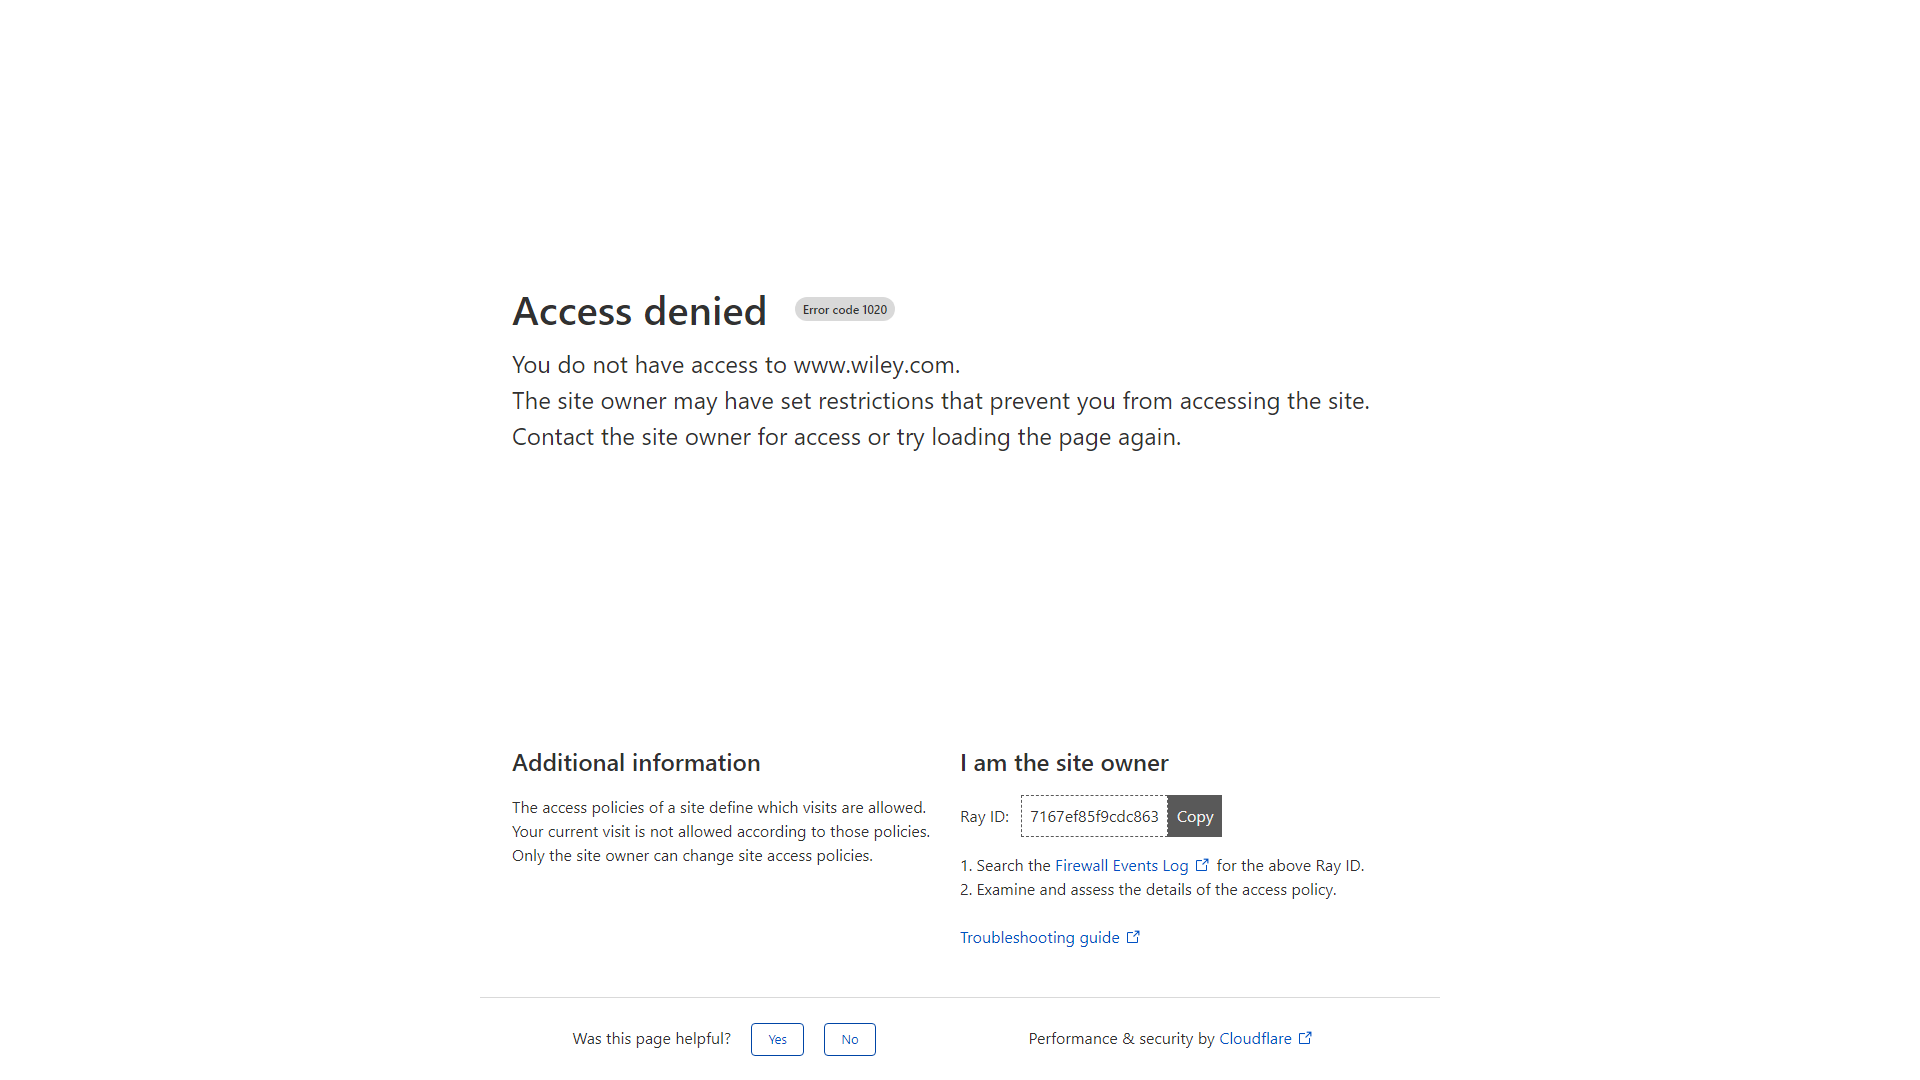 Access denied Error code 1020
You do not have access to www.wiley.com.
The site owner may have set restrictions that prevent you from accessing the site.
Contact the site owner for access or try loading the page again.
Additional information
The access policies of a site define which visits are allowed.
Your current visit is not allowed according to those policies.
Only the site owner can change site access policies.
I am the site owner
Ray ID: 7167ef85f9cdc863 Copy
1. Search the Firewall Events Log for the above Ray ID.
2. Examine and assess the details of the access policy.
Troubleshooting guide
Was this page helpful? Yes No
Performance & security by Cloudflare